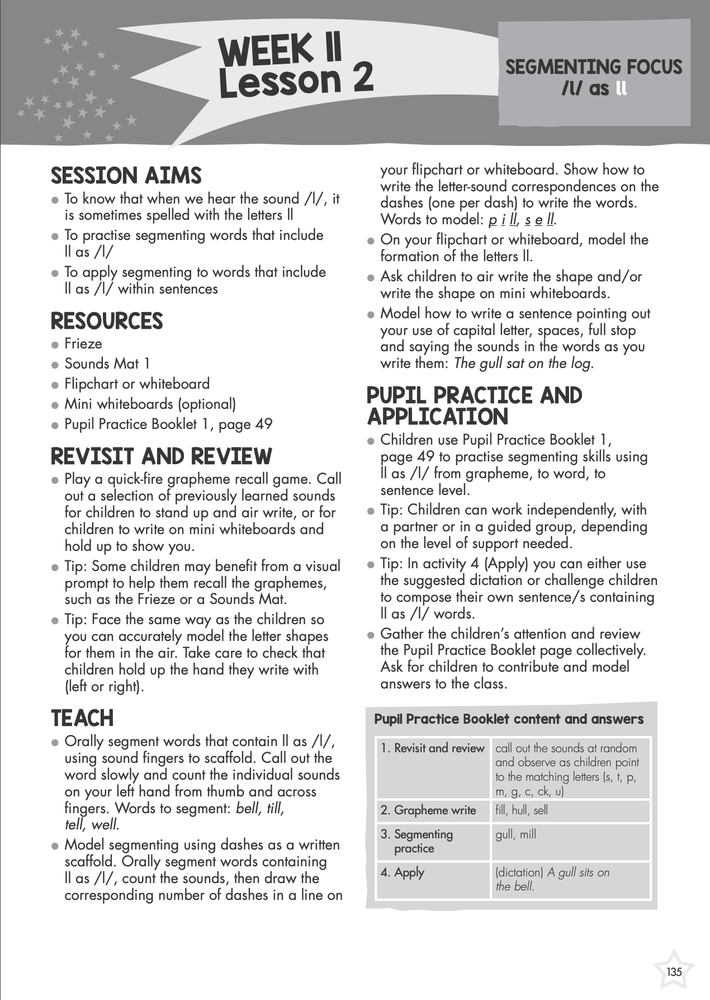 WEEK 11
Lesson 2
SEGMENTING FOCUS
/l/ as ll
SESSION AIMS
● To know that when we hear the sound /l/, it
is sometimes spelled with the letters ll
● To practise segmenting words that include
ll as /l/
● To apply segmenting to words that include
ll as /l/ within sentences
RESOURCES
● Frieze
● Sounds Mat 1
● Flipchart or whiteboard
● Mini whiteboards (optional)
● Pupil Practice Booklet 1, page 49
REVISIT AND REVIEW
● Play a quick-fire grapheme recall game. Call
out a selection of previously learned sounds
for children to stand up and air write, or for
children to write on mini whiteboards and
hold up to show you.
● Tip: Some children may benefit from a visual
prompt to help them recall the graphemes,
such as the Frieze or a Sounds Mat.
● Tip: Face the same way as the children so
you can accurately model the letter shapes
for them in the air. Take care to check that
children hold up the hand they write with
(left or right).
TEACH
● Orally segment words that contain ll as /l/,
using sound fingers to scaffold. Call out the
word slowly and count the individual sounds
on your left hand from thumb and across
fingers. Words to segment: bell, till,
tell, well.
● Model segmenting using dashes as a written
scaffold. Orally segment words containing
ll as /l/, count the sounds, then draw the
corresponding number of dashes in a line on
your flipchart or whiteboard. Show how to
write the letter-sound correspondences on the
dashes (one per dash) to write the words.
Words to model: p i ll, s e ll.
● On your flipchart or whiteboard, model the
formation of the letters ll.
● Ask children to air write the shape and/or
write the shape on mini whiteboards.
● Model how to write a sentence pointing out
your use of capital letter, spaces, full stop
and saying the sounds in the words as you
write them: The gull sat on the log.
PUPIL PRACTICE AND
APPLICATION
● Children use Pupil Practice Booklet 1,
page 49 to practise segmenting skills using
ll as /l/ from grapheme, to word, to
sentence level.
● Tip: Children can work independently, with
a partner or in a guided group, depending
on the level of support needed.
● Tip: In activity 4 (Apply) you can either use
the suggested dictation or challenge children
to compose their own sentence/s containing
ll as /l/ words.
● Gather the children's attention and review
the Pupil Practice Booklet page collectively.
Ask for children to contribute and model
answers to the class.
Pupil Practice Booklet content and answers
1. Revisit and review
call out the sounds at random
and observe as children point
to the matching letters (s, t, p,
m, g, c, ck, u)
2. Grapheme write
fill, hull, sell
3. Segmenting
practice
gull, mill
4. Apply
(dictation) A gull sits on
the bell.
135